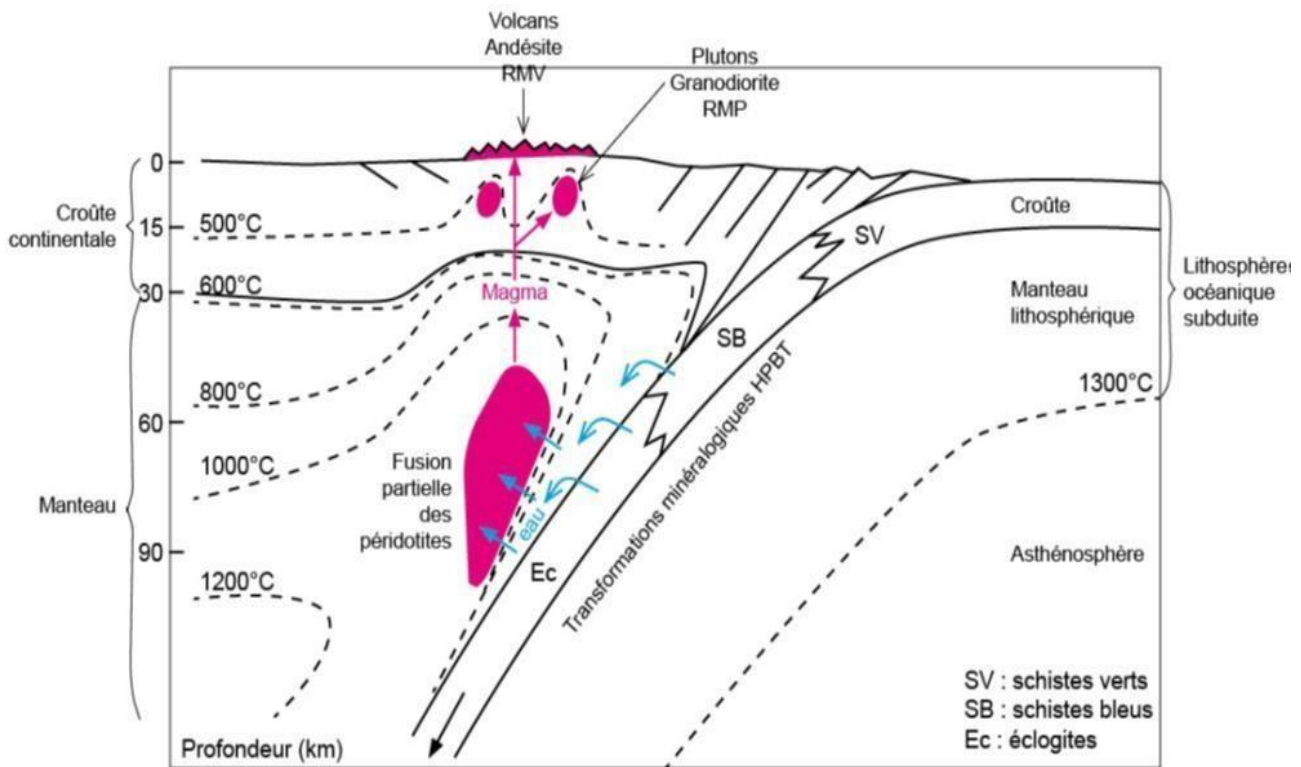 Volcans
Andésite
RMV
Plutons
Granodiorite
RMP
0
15
30
60
90
Croûte
continentale
Manteau
500°C
600°C
800°C
1000°C
1200°C
Magma
Fusion
partielle
des
péridotites
eau
SV
SB
Ec
Transformations minéralogiques HPBT
Croûte
Manteau
lithosphérique
1300°C
Lithosphère
océanique
subduite
Asthénosphère
SV : schistes verts
SB : schistes bleus
Ec : éclogites
Profondeur (km)